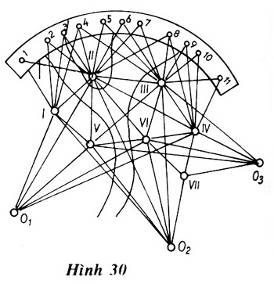 1 2 3 4 5 6 7 8 9 10 11
II III
I IV
V VI
VII
O₁ O₂ O₃
Hình 30